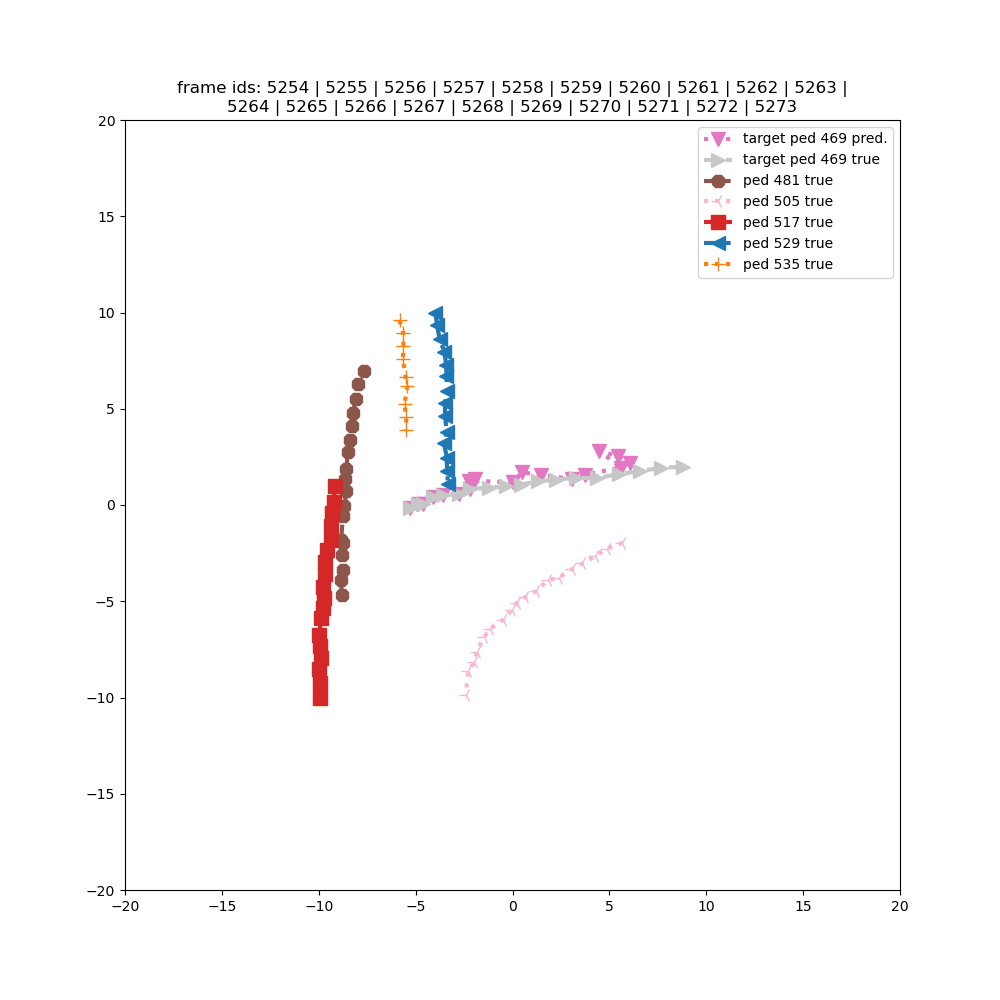 frame ids: 5254 | 5255 | 5256 | 5257 | 5258 | 5259 | 5260 | 5261 | 5262 | 5263 |
5264 | 5265 | 5266 | 5267 | 5268 | 5269 | 5270 | 5271 | 5272 | 5273
20
15
10
5
0
−5
−10
−15
−20
target ped 469 pred.
target ped 469 true
ped 481 true
ped 505 true
ped 517 true
ped 529 true
ped 535 true
−20 −15 −10 −5 0 5 10 15 20